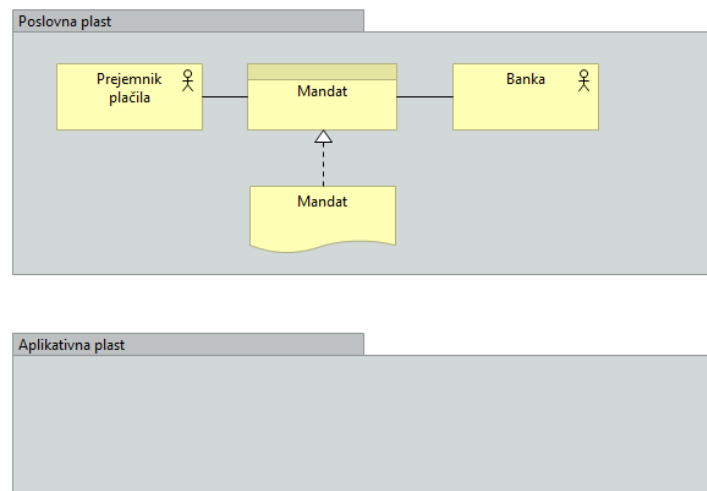 Poslovna plast
Prejemnik
plačila
Mandat
Banka
Mandat
Aplikativna plast